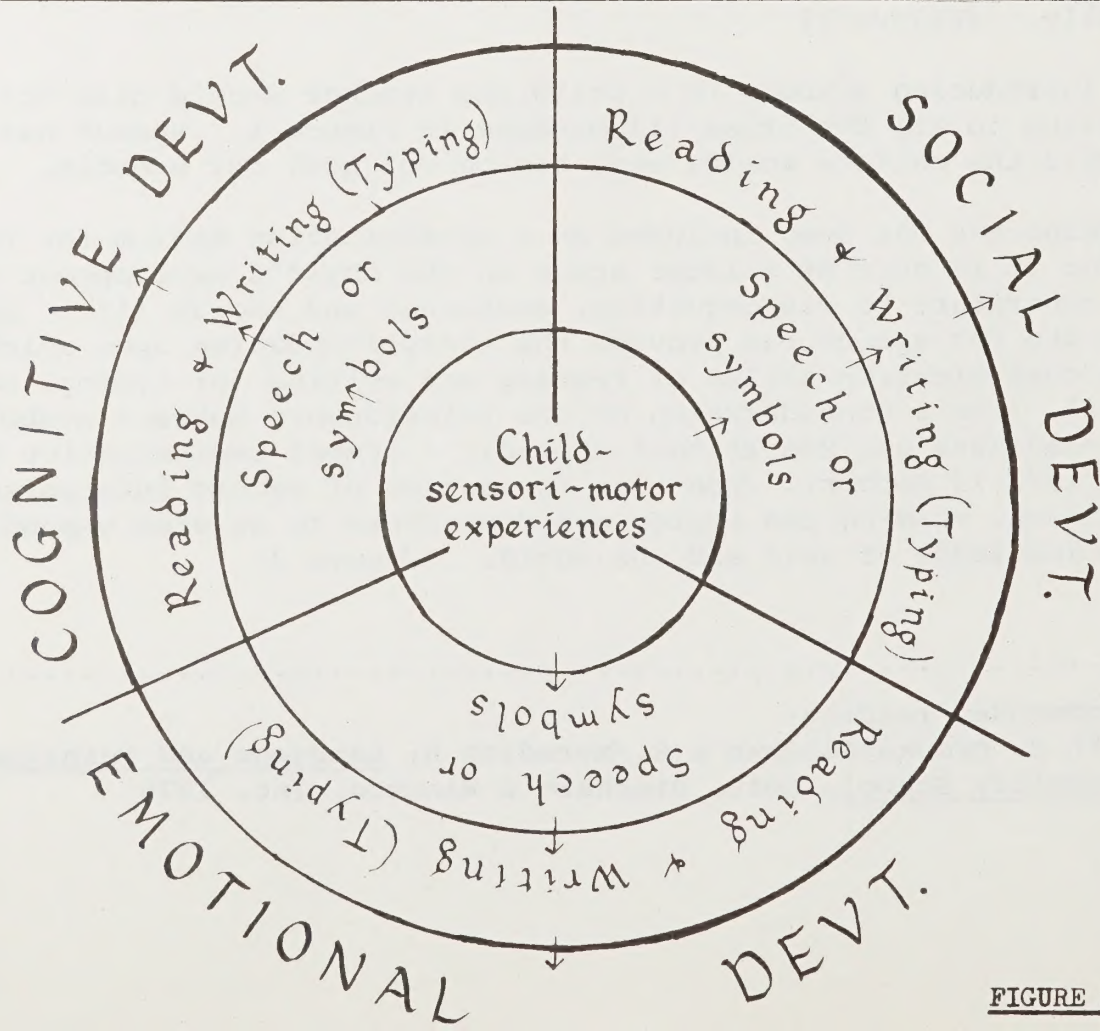 COGNITVE DEVT.
SOCIAL DEVT.
EMOTIONAL DEVT.
Reading & Writing (Typing)
Speech or
symbols
Reading & Writing (Typing)
Speech or
symbols
Reading & Writing (Typing)
Speech or
symbols
Child~
sensori~motor
experiences
FIGURE